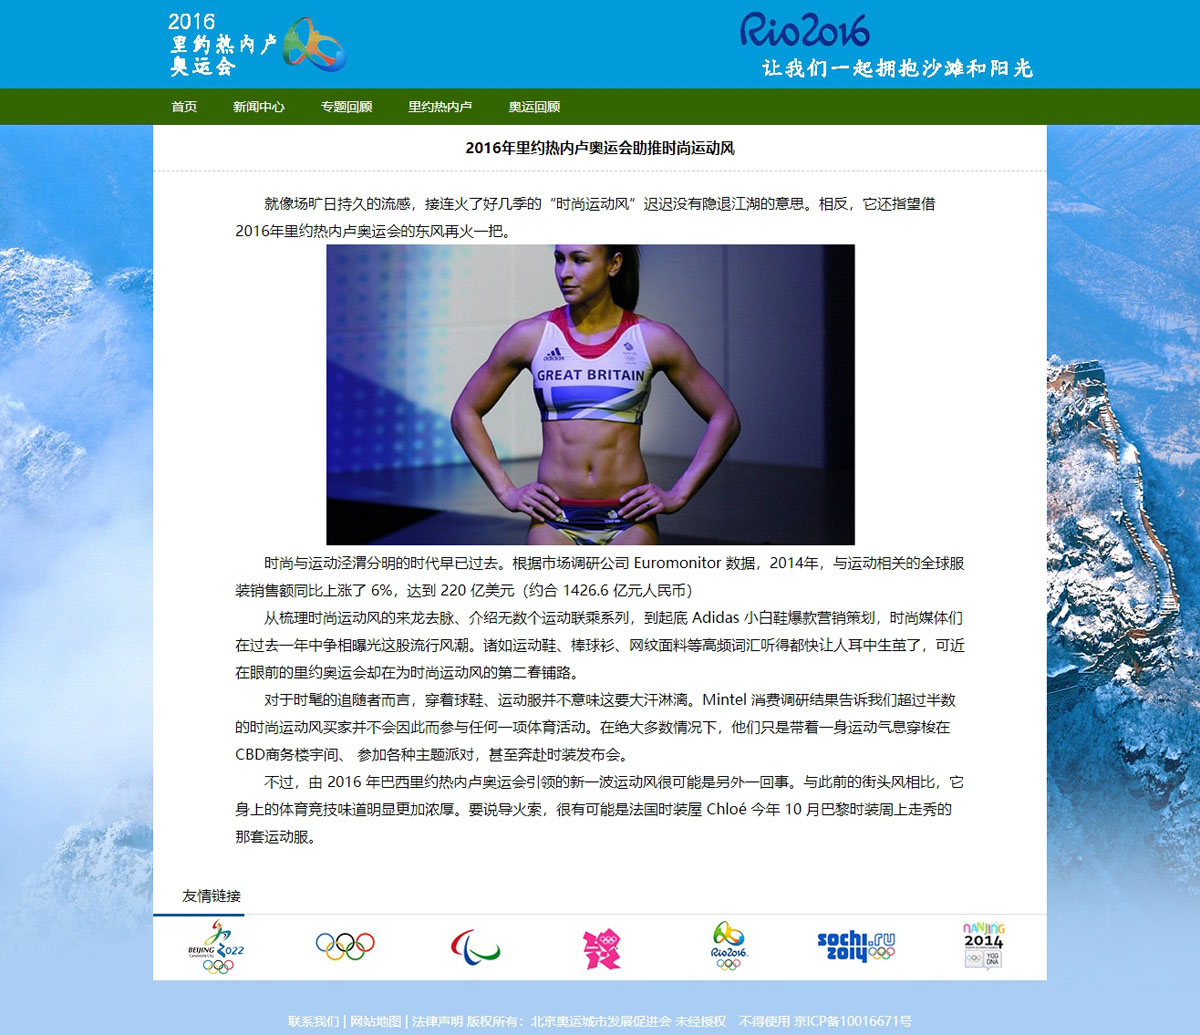 2016
里约热内卢
奥运会
Rio2016
让我们一起拥抱沙滩和阳光
首页 新闻中心 专题回顾 里约热内卢 奥运回顾
2016年里约热内卢奥运会助推时尚运动风
就像场旷日持久的流感，接连火了好几季的“时尚运动风”迟迟没有隐退江湖的意思。相反，它还指望借
2016年里约热内卢奥运会的东风再火一把。
adidas
GREAT BRITAIN
时尚与运动泾渭分明的时代早已过去。根据市场调研公司 Euromonitor 数据，2014年，与运动相关的全球服
装销售额同比上涨了 6%，达到 220 亿美元（约合 1426.6 亿元人民币）
从梳理时尚运动风的来龙去脉、介绍无数个运动联乘系列，到起底 Adidas 小白鞋爆款营销策划，时尚媒体们
在过去一年中争相曝光这股流行风潮。诸如运动鞋、棒球衫、网纹面料等高频词汇听得都快让人耳中生茧了，可近
在眼前的里约奥运会却在为时尚运动风的第二春铺路。
对于时髦的追随者而言，穿着球鞋、运动服并不意味这要大汗淋漓。Mintel 消费调研结果告诉我们超过半数
的时尚运动风买家并不会因此而参与任何一项体育活动。在绝大多数情况下，他们只是带着一身运动气息穿梭在
CBD商务楼宇间、 参加各种主题派对，甚至奔赴时装发布会。
不过，由 2016 年巴西里约热内卢奥运会引领的新一波运动风很可能是另外一回事。与此前的街头风相比，它
身上的体育竞技味道明显更加浓厚。要说导火索，很有可能是法国时装屋 Chloé 今年 10 月巴黎时装周上走秀的
那套运动服。
友情链接
BEIJING 2022
Candidate City
Rio2016
sochi.ru
2014
NANJING
2014
YOG
DNA
联系我们 | 网站地图 | 法律声明 版权所有：北京奥运城市发展促进会 未经授权 不得使用 京ICP备10016671号